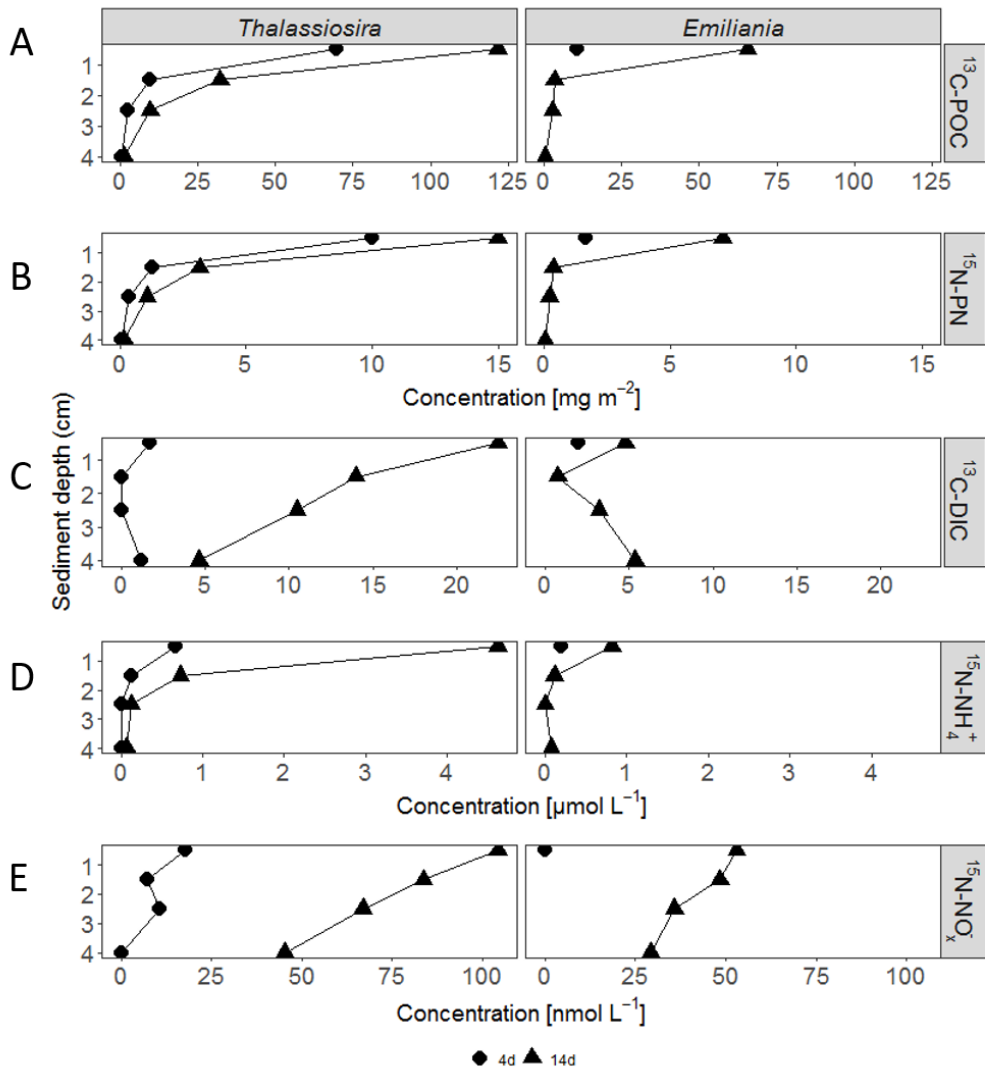 Thalassiosira Emiliania
A
1
2
3
4
0 25 50 75 100 125 0 25 50 75 100 125
¹³C-POC
B
1
2
3
4
0 5 10 15 0 5 10 15
¹⁵N-PN
Concentration [mg m⁻²]
Sediment depth (cm)
C
1
2
3
4
0 5 10 15 20 0 5 10 15 20
¹³C-DIC
D
1
2
3
4
0 1 2 3 4 0 1 2 3 4
¹⁵N-NH₄⁺
Concentration [µmol L⁻¹]
E
1
2
3
4
0 25 50 75 100 0 25 50 75 100
¹⁵N-NOₓ⁻
Concentration [nmol L⁻¹]
4d 14d